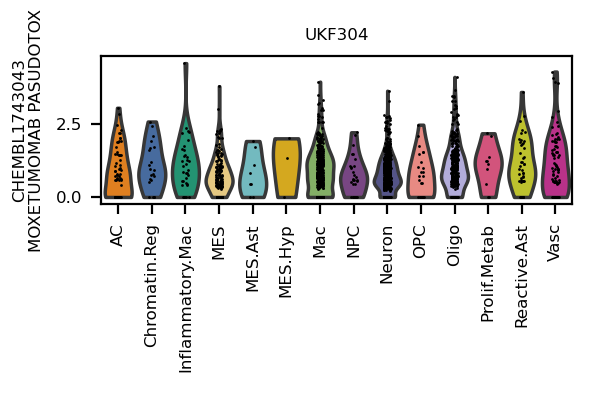 UKF304
CHEMBL1743043
MOXETUMOMAB PASUDOTOX
2.5
0.0
AC
Chromatin.Reg
Inflammatory.Mac
MES
MES.Ast
MES.Hyp
Mac
NPC
Neuron
OPC
Oligo
Prolif.Metab
Reactive.Ast
Vasc